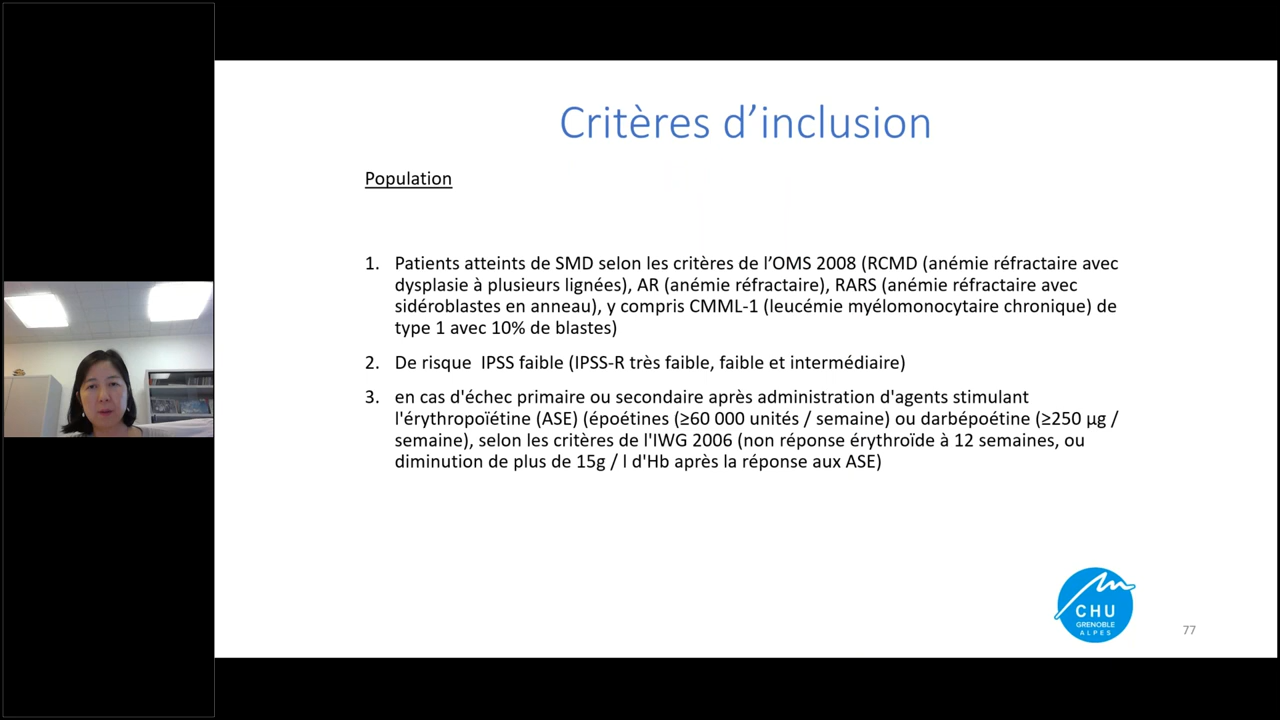 Critères d’inclusion
Population
1. Patients atteints de SMD selon les critères de l’OMS 2008 (RCMD (anémie réfractaire avec
dysplasie à plusieurs lignées), AR (anémie réfractaire), RARS (anémie réfractaire avec
sidéroblastes en anneau), y compris CMML-1 (leucémie myélomonocytaire chronique) de
type 1 avec 10% de blastes)
2. De risque IPSS faible (IPSS-R très faible, faible et intermédiaire)
3. en cas d'échec primaire ou secondaire après administration d'agents stimulant
l'érythropoïétine (ASE) (époétines (≥60 000 unités / semaine) ou darbépoétine (≥250 µg /
semaine), selon les critères de l'IWG 2006 (non réponse érythroïde à 12 semaines, ou
diminution de plus de 15g / l d'Hb après la réponse aux ASE)
CHU
GRENOBLE
ALPES
77